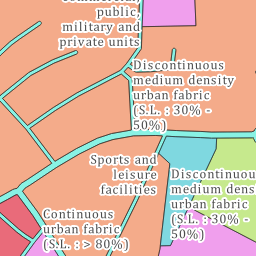 public,
military and
private units
Discontinuous
medium density
urban fabric
(S.L. : 30% -
50%)
Sports and
leisure
facilities
Discontinuous
medium dens
urban fabric
(S.L. : 30% -
50%)
Continuous
urban fabric
(S.L. : > 80%)